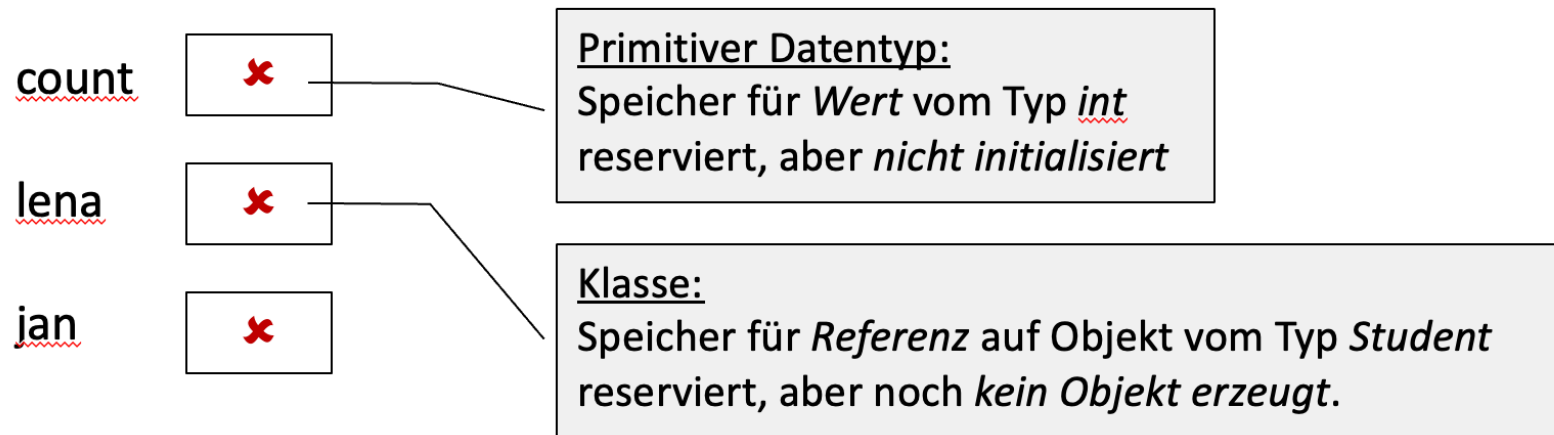 count
Primitiver Datentyp:
Speicher für Wert vom Typ int
reserviert, aber nicht initialisiert
lena
jan
Klasse:
Speicher für Referenz auf Objekt vom Typ Student
reserviert, aber noch kein Objekt erzeugt.